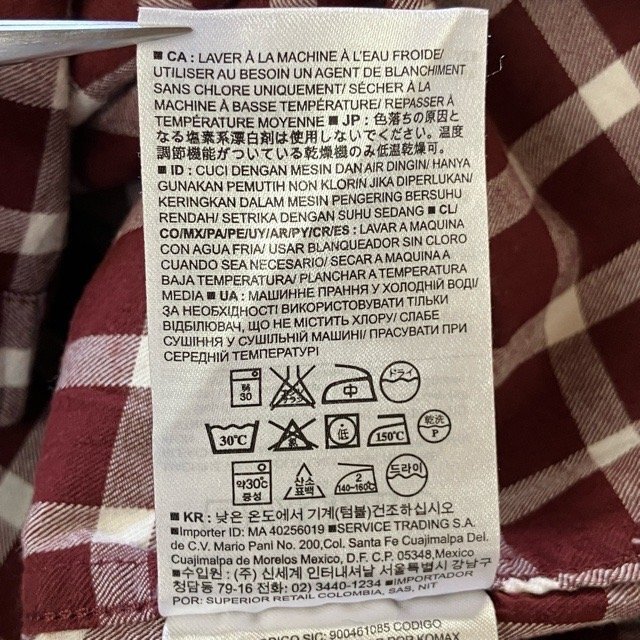 ■ CA : LAVER À LA MACHINE À L'EAU FROIDE/
UTILISER AU BESOIN UN AGENT DE BLANCHIMENT
SANS CHLORE UNIQUEMENT/ SÉCHER À LA
MACHINE À BASSE TEMPÉRATURE/ REPASSER À
TEMPÉRATURE MOYENNE ■ JP : 色落ちの原因と
なる塩素系漂白剤は使用しないでください。温度
調節機能がついている乾燥機のみ低温乾燥可。
■ ID : CUCI DENGAN MESIN DAN AIR DINGIN/ HANYA
GUNAKAN PEMUTIH NON KLORIN JIKA DIPERLUKAN/
KERINGKAN DALAM MESIN PENGERING BERSUHU
RENDAH/ SETRIKA DENGAN SUHU SEDANG ■ CL/
CO/MX/PA/PE/UY/AR/PY/CR/ES : LAVAR A MAQUINA
CON AGUA FRIA/ USAR BLANQUEADOR SIN CLORO
CUANDO SEA NECESARIO/ SECAR A MAQUINA A
BAJA TEMPERATURA/ PLANCHAR A TEMPERATURA
MEDIA ■ UA : МАШИННЕ ПРАННЯ У ХОЛОДНІЙ ВОДІ/
ЗА НЕОБХІДНОСТІ ВИКОРИСТОВУВАТИ ТІЛЬКИ
ВІДБІЛЮВАЧ, ЩО НЕ МІСТИТЬ ХЛОРУ/ СЛАБЕ
СУШІННЯ У СУШІЛЬНІЙ МАШИНІ/ ПРАСУВАТИ ПРИ
СЕРЕДНІЙ ТЕМПЕРАТУРІ
30 中 ドライ
30℃ 低 150℃ 乾洗 P
약30℃ 중성 산소 표백 2 140~160℃ 드라이
■ KR : 낮은 온도에서 기계(텀블)건조하십시오
■Importer ID: MA 40256019 ■SERVICE TRADING S.A.
de C.V. Mario Pani No. 200,Col. Santa Fe Cuajimalpa Del.
Cuajimalpa de Morelos Mexico, D.F. C.P. 05348,Mexico
■수입원 : (주) 신세계 인터내셔날 서울특별시 강남구
청담동 79-16 전화: 02) 3440-1234 ■IMPORTADOR
POR: SUPERIOR RETAIL COLOMBIA, SAS, NIT
SIC: 900461085 CODIGO